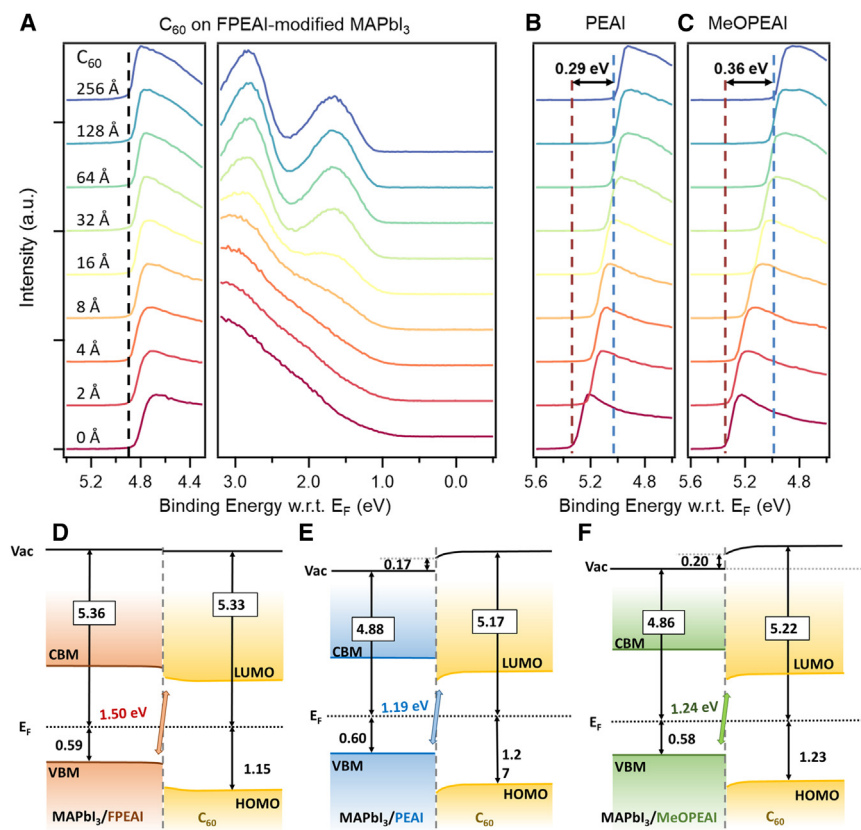 A
C60 on FPEAI-modified MAPbI3
B
PEAI
C
MeOPEAI
C60
256 Å
128 Å
64 Å
32 Å
16 Å
8 Å
4 Å
2 Å
0 Å
0.29 eV
0.36 eV
Intensity (a.u.)
5.2 4.8 4.4
3.0 2.0 1.0 0.0
5.6 5.2 4.8
5.2 4.8
Binding Energy w.r.t. EF (eV)
Binding Energy w.r.t. EF (eV)
D
Vac
5.36
5.33
CBM
LUMO
1.50 eV
EF
0.59
1.15
VBM
HOMO
MAPbI3/FPEAI
C60
E
Vac
0.17
4.88
5.17
CBM
LUMO
1.19 eV
EF
0.60
1.2
7
VBM
HOMO
MAPbI3/PEAI
C60
F
Vac
0.20
4.86
5.22
CBM
LUMO
1.24 eV
EF
0.58
1.23
VBM
HOMO
MAPbI3/MeOPEAI
C60